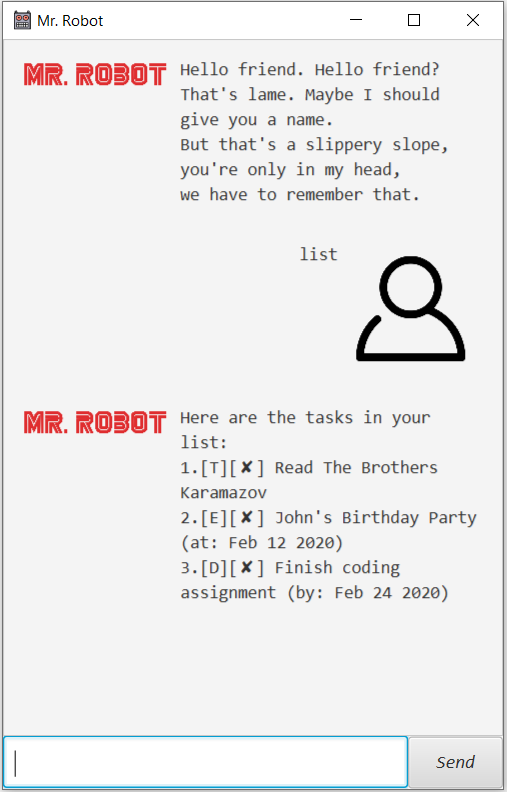 Mr. Robot
MR. ROBOT
Hello friend. Hello friend?
That's lame. Maybe I should
give you a name.
But that's a slippery slope,
you're only in my head,
we have to remember that.
list
MR. ROBOT
Here are the tasks in your
list:
1.[T][✘] Read The Brothers
Karamazov
2.[E][✘] John's Birthday Party
(at: Feb 12 2020)
3.[D][✘] Finish coding
assignment (by: Feb 24 2020)
Send